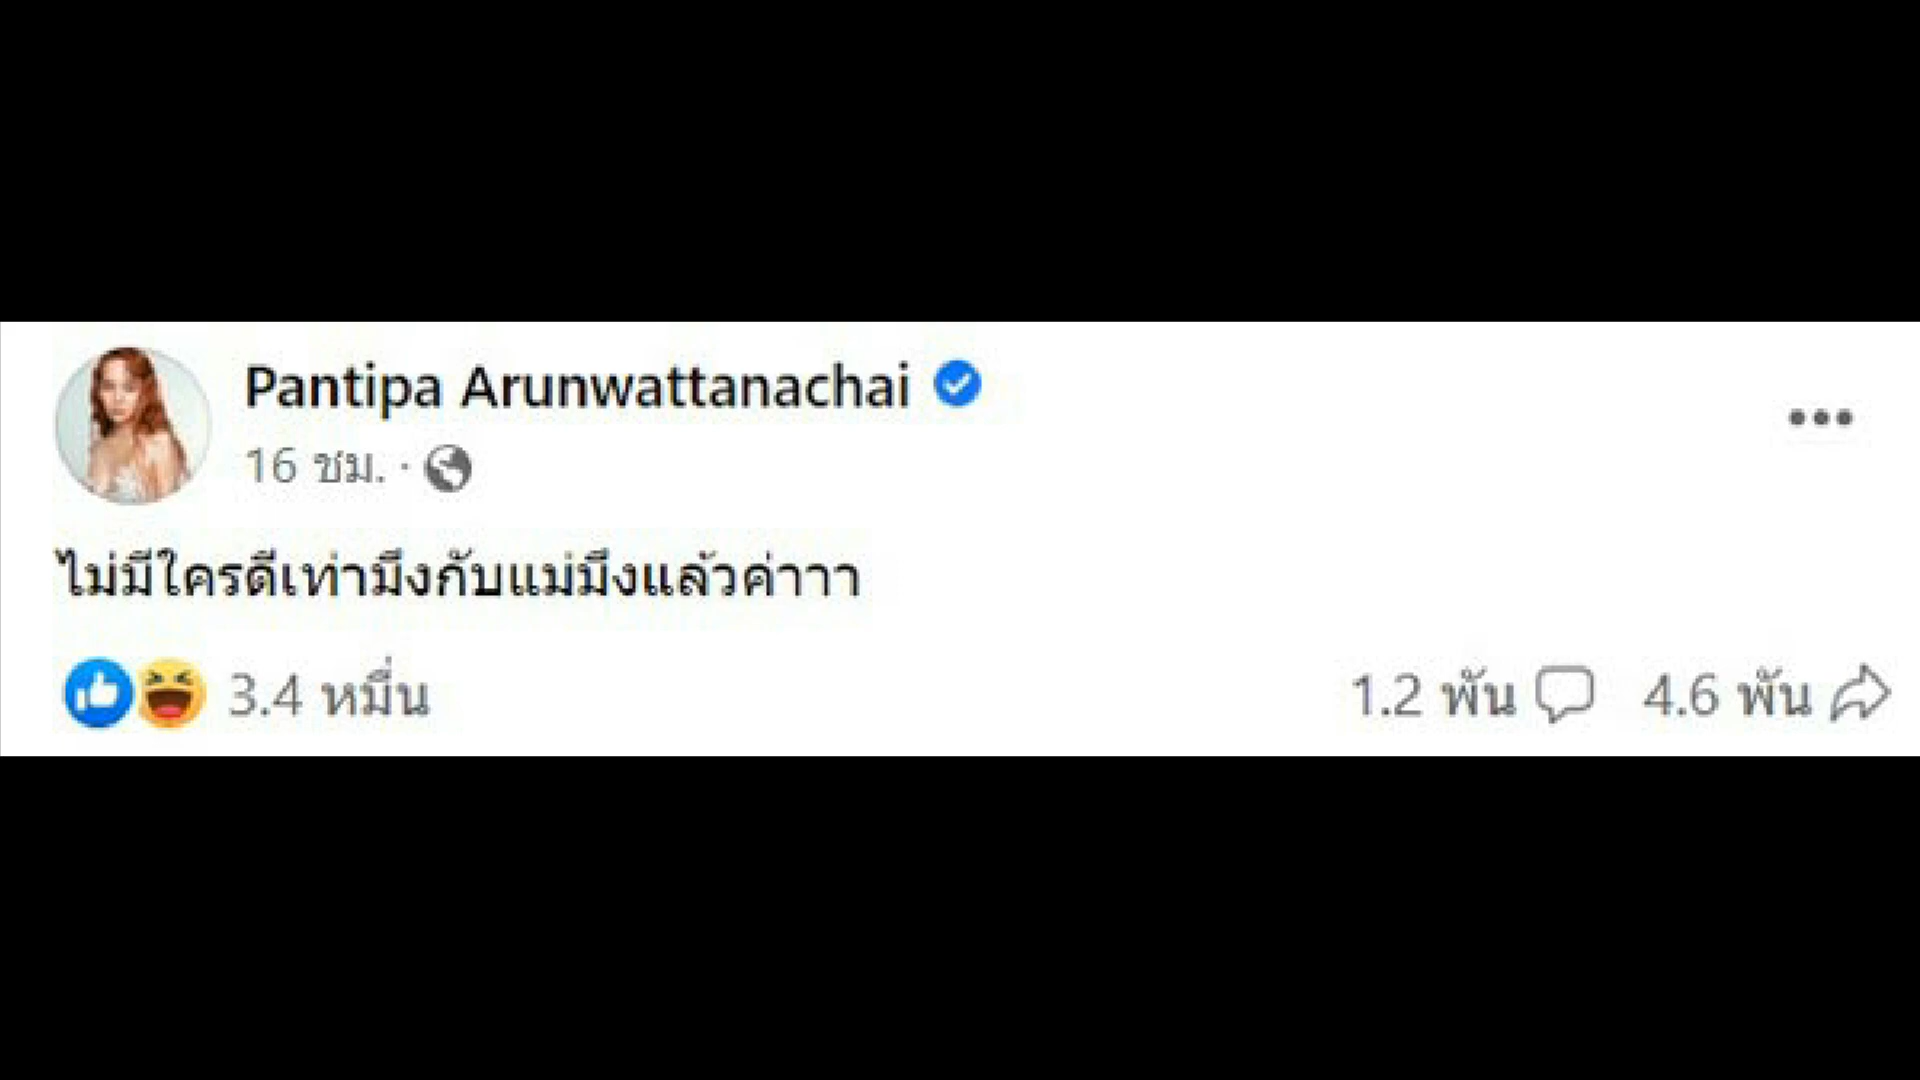 Pantipa Arunwattanachai
16 ชม. ·
ไม่มีใครดีเท่ามึงกับแม่มึงแล้วค่าาา
3.4 หมื่น 1.2 พัน 4.6 พัน